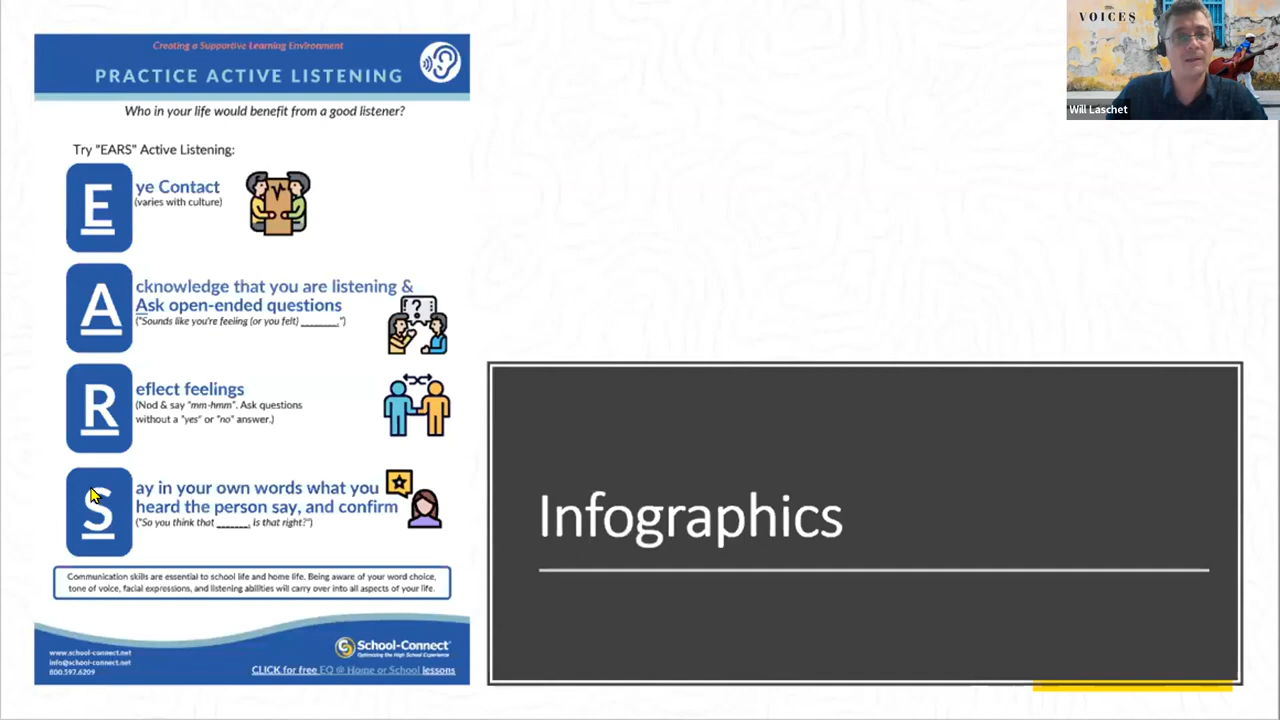 Creating a Supportive Learning Environment
PRACTICE ACTIVE LISTENING
Who in your life would benefit from a good listener?
Try "EARS" Active Listening:
Eye Contact
(varies with culture)
Acknowledge that you are listening &
Ask open-ended questions
("Sounds like you're feeling (or you felt) ________.")
?
Reflect feelings
(Nod & say "mm-hmm". Ask questions
without a "yes" or "no" answer.)
Say in your own words what you
heard the person say, and confirm
("So you think that _______, Is that right?")
Communication skills are essential to school life and home life. Being aware of your word choice,
tone of voice, facial expressions, and listening abilities will carry over into all aspects of your life.
www.school-connect.net
info@school-connect.net
800.597.6209
School-Connect
Optimizing the High School Experience
CLICK for free EQ @ Home or School lessons
Infographics
VOICES
Will Laschet